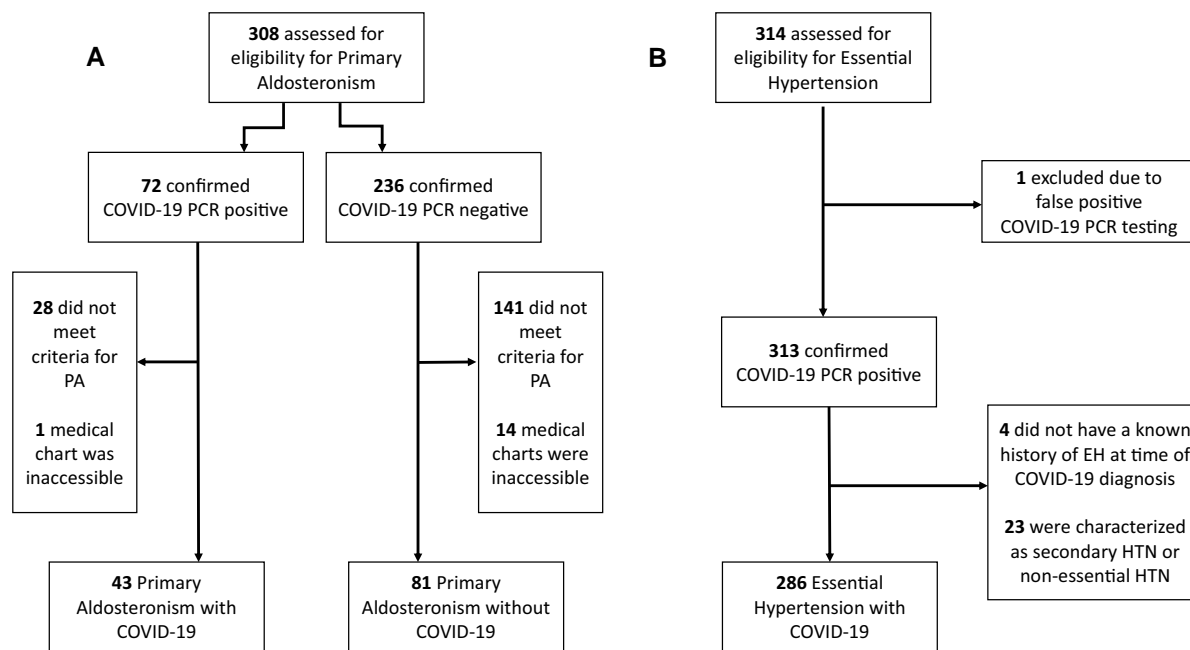 A
308 assessed for
eligibility for Primary
Aldosteronism
72 confirmed
COVID-19 PCR positive
236 confirmed
COVID-19 PCR negative
28 did not
meet
criteria for
PA
1 medical
chart was
inaccessible
141 did not
meet
criteria for
PA
14 medical
charts were
inaccessible
43 Primary
Aldosteronism with
COVID-19
81 Primary
Aldosteronism without
COVID-19
B
314 assessed for
eligibility for Essential
Hypertension
1 excluded due to
false positive
COVID-19 PCR testing
313 confirmed
COVID-19 PCR positive
4 did not have a known
history of EH at time of
COVID-19 diagnosis
23 were characterized
as secondary HTN or
non-essential HTN
286 Essential
Hypertension with
COVID-19